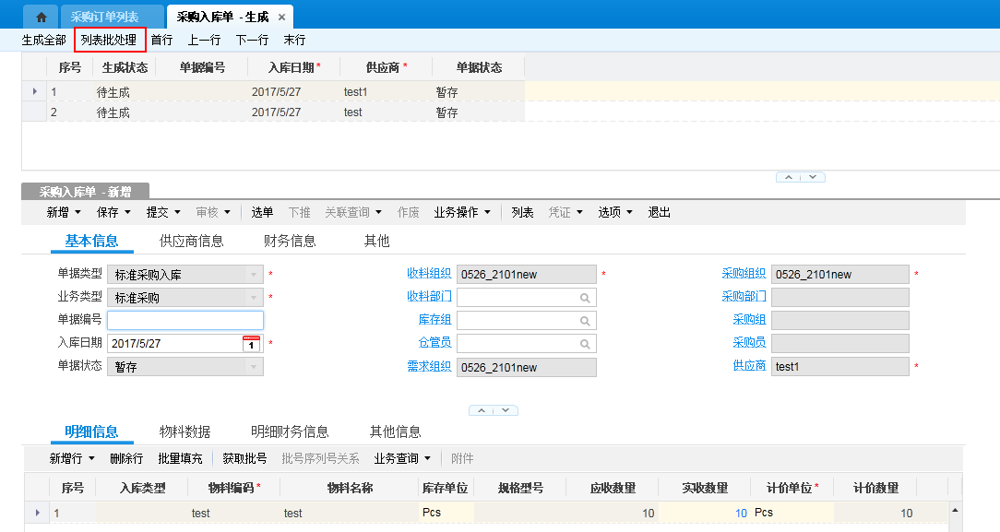 采购订单列表 采购入库单 - 生成 ×
生成全部 列表批处理 首行 上一行 下一行 末行
序号 生成状态 单据编号 入库日期* 供应商* 单据状态
1 待生成 2017/5/27 test1 暂存
2 待生成 2017/5/27 test 暂存
采购入库单 - 新增
新增 保存 提交 审核 选单 下推 关联查询 作废 业务操作 列表 凭证 选项 退出
基本信息 供应商信息 财务信息 其他
单据类型 标准采购入库 * 收料组织 0526_2101new * 采购组织 0526_2101new *
业务类型 标准采购 * 收料部门 采购部门
单据编号 库存组 采购组
入库日期 2017/5/27 1 * 仓管员 采购员
单据状态 暂存 需求组织 0526_2101new 供应商 test1 *
明细信息 物料数据 明细财务信息 其他信息
新增行 删除行 批量填充 获取批号 批号序列号关系 业务查询 附件
序号 入库类型 物料编码* 物料名称 库存单位 规格型号 应收数量 实收数量 计价单位* 计价数量
1 test test Pcs 10 10 Pcs 10